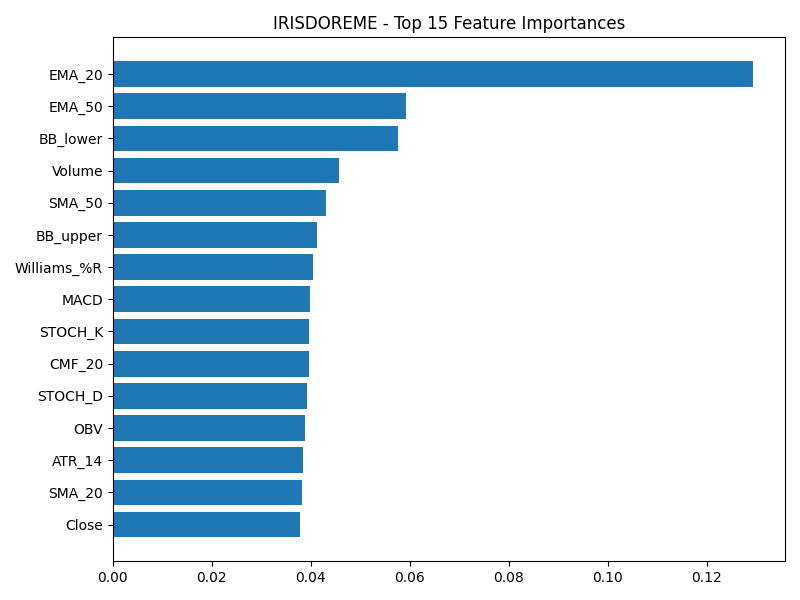 IRISDOREME - Top 15 Feature Importances
EMA_20
EMA_50
BB_lower
Volume
SMA_50
BB_upper
Williams_%R
MACD
STOCH_K
CMF_20
STOCH_D
OBV
ATR_14
SMA_20
Close
0.00 0.02 0.04 0.06 0.08 0.10 0.12